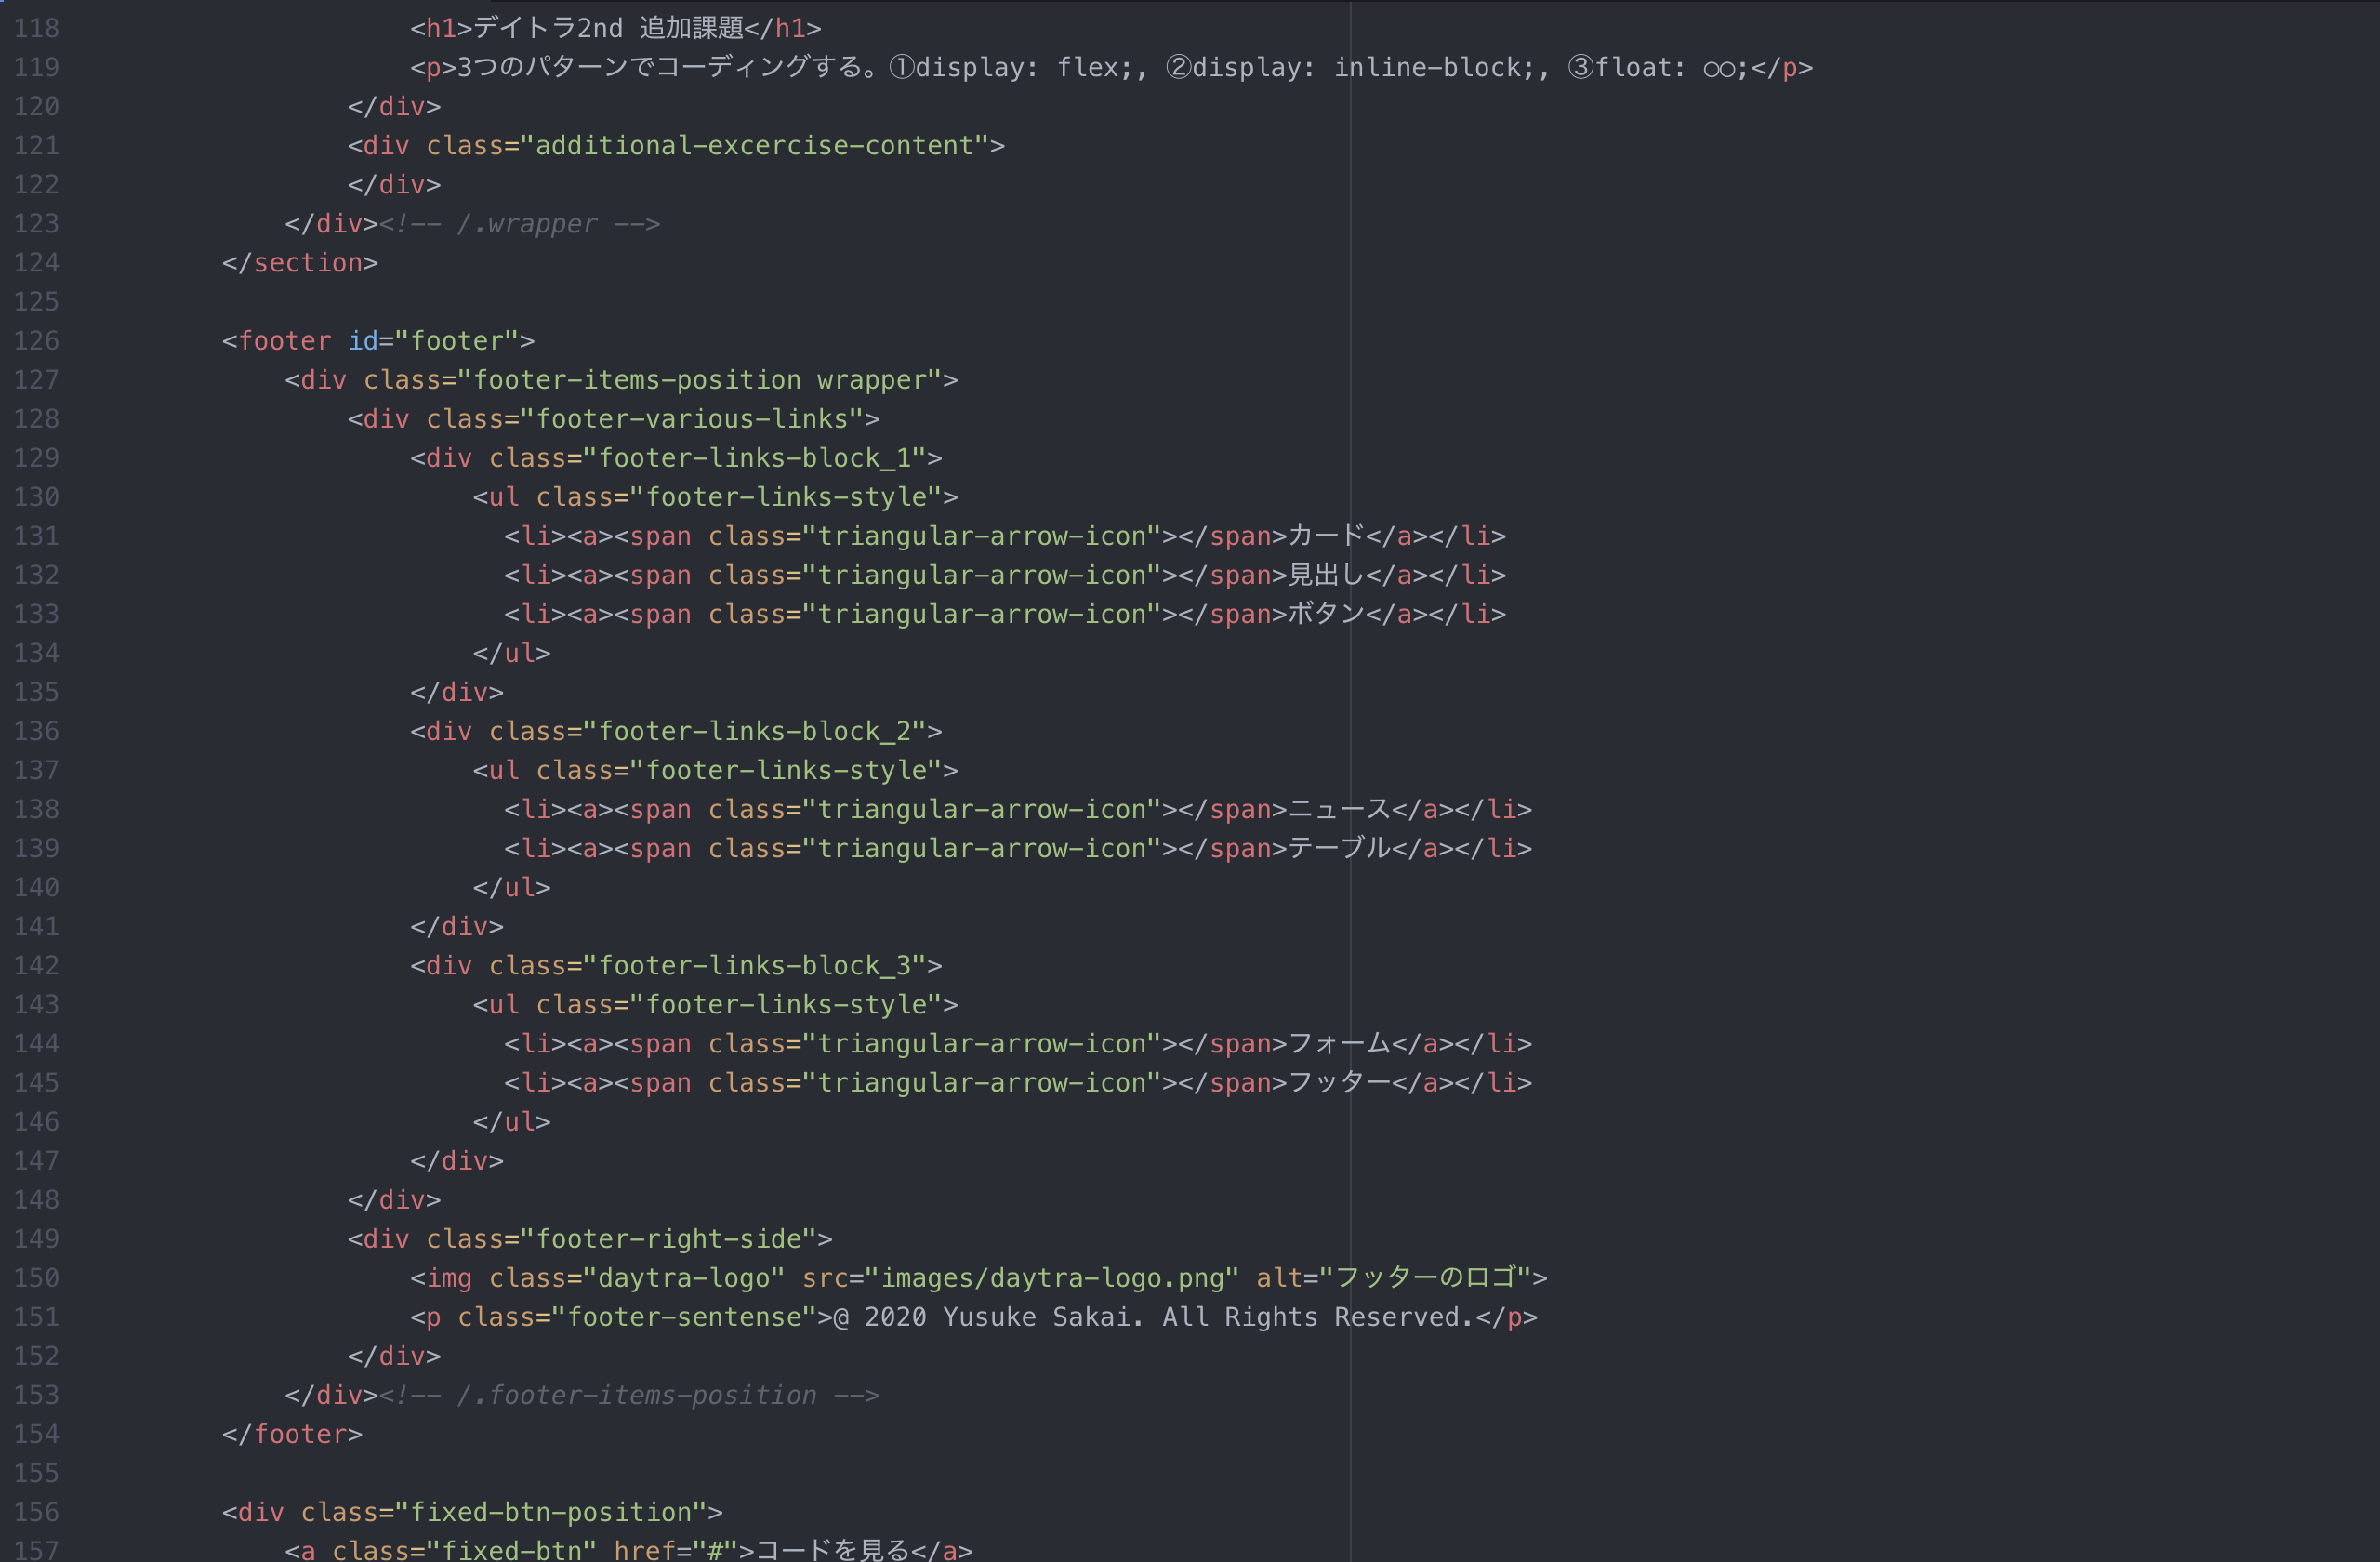 118 <h1>デイトラ2nd 追加課題</h1>
119 <p>3つのパターンでコーディングする。①display: flex;, ②display: inline-block;, ③float: ○○;</p>
120 </div>
121 <div class="additional-excercise-content">
122 </div>
123 </div><!-- /.wrapper -->
124 </section>
125
126 <footer id="footer">
127 <div class="footer-items-position wrapper">
128 <div class="footer-various-links">
129 <div class="footer-links-block_1">
130 <ul class="footer-links-style">
131 <li><a><span class="triangular-arrow-icon"></span>カード</a></li>
132 <li><a><span class="triangular-arrow-icon"></span>見出し</a></li>
133 <li><a><span class="triangular-arrow-icon"></span>ボタン</a></li>
134 </ul>
135 </div>
136 <div class="footer-links-block_2">
137 <ul class="footer-links-style">
138 <li><a><span class="triangular-arrow-icon"></span>ニュース</a></li>
139 <li><a><span class="triangular-arrow-icon"></span>テーブル</a></li>
140 </ul>
141 </div>
142 <div class="footer-links-block_3">
143 <ul class="footer-links-style">
144 <li><a><span class="triangular-arrow-icon"></span>フォーム</a></li>
145 <li><a><span class="triangular-arrow-icon"></span>フッター</a></li>
146 </ul>
147 </div>
148 </div>
149 <div class="footer-right-side">
150 <img class="daytra-logo" src="images/daytra-logo.png" alt="フッターのロゴ">
151 <p class="footer-sentense">@ 2020 Yusuke Sakai. All Rights Reserved.</p>
152 </div>
153 </div><!-- /.footer-items-position -->
154 </footer>
155
156 <div class="fixed-btn-position">
157 <a class="fixed-btn" href="#">コードを見る</a>